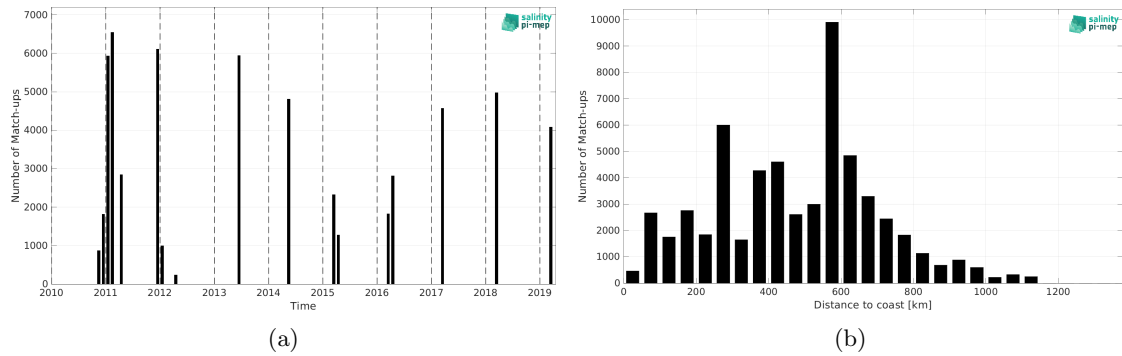 salinity
pi-mep
7000
6000
5000
4000
3000
2000
1000
0
Number of Match-ups
2010 2011 2012 2013 2014 2015 2016 2017 2018 2019
Time
(a)
salinity
pi-mep
10000
9000
8000
7000
6000
5000
4000
3000
2000
1000
0
Number of Match-ups
0 200 400 600 800 1000 1200
Distance to coast [km]
(b)